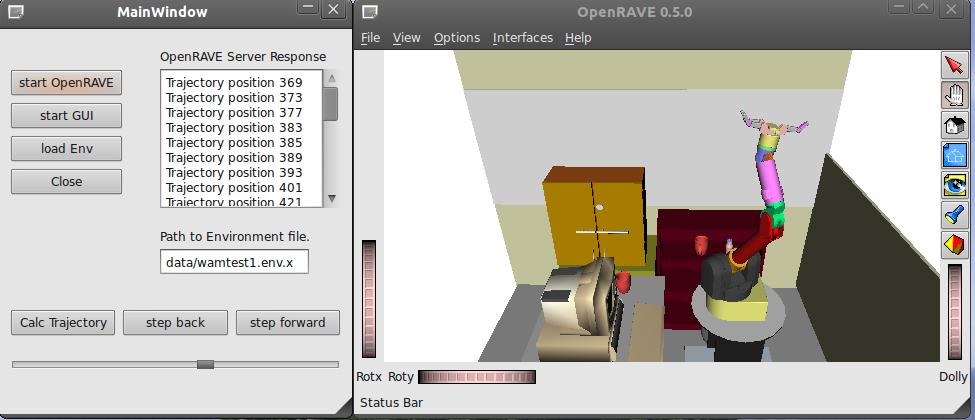 MainWindow
OpenRAVE Server Response
start OpenRAVE
start GUI
load Env
Close
Trajectory position 369
Trajectory position 373
Trajectory position 377
Trajectory position 383
Trajectory position 385
Trajectory position 389
Trajectory position 393
Trajectory position 401
Trajectory position 421
Path to Environment file.
data/wamtest1.env.x
Calc Trajectory
step back
step forward
OpenRAVE 0.5.0
File View Options Interfaces Help
Rotx Roty
Dolly
Status Bar